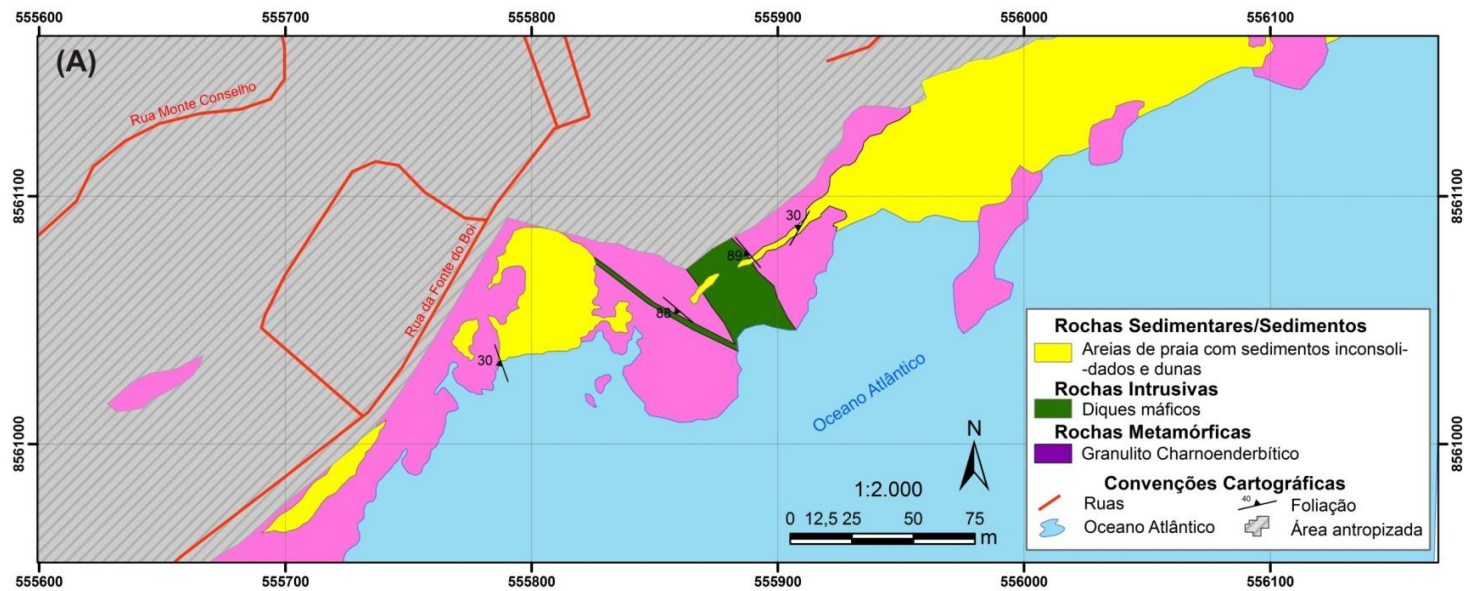 555600 555700 555800 555900 556000 556100
(A)
Rua Monte Conselho
8561100 8561100
30
Rua da Fonte do Boi
89
88
30
Oceano Atlântico
8561000 8561000
N
1:2.000
0 12,5 25 50 75
m
Rochas Sedimentares/Sedimentos
Areias de praia com sedimentos inconsoli-
-dados e dunas
Rochas Intrusivas
Diques máficos
Rochas Metamórficas
Granulito Charnoenderbítico
Convenções Cartográficas
Ruas
40 Foliação
Oceano Atlântico
Área antropizada
555600 555700 555800 555900 556000 556100